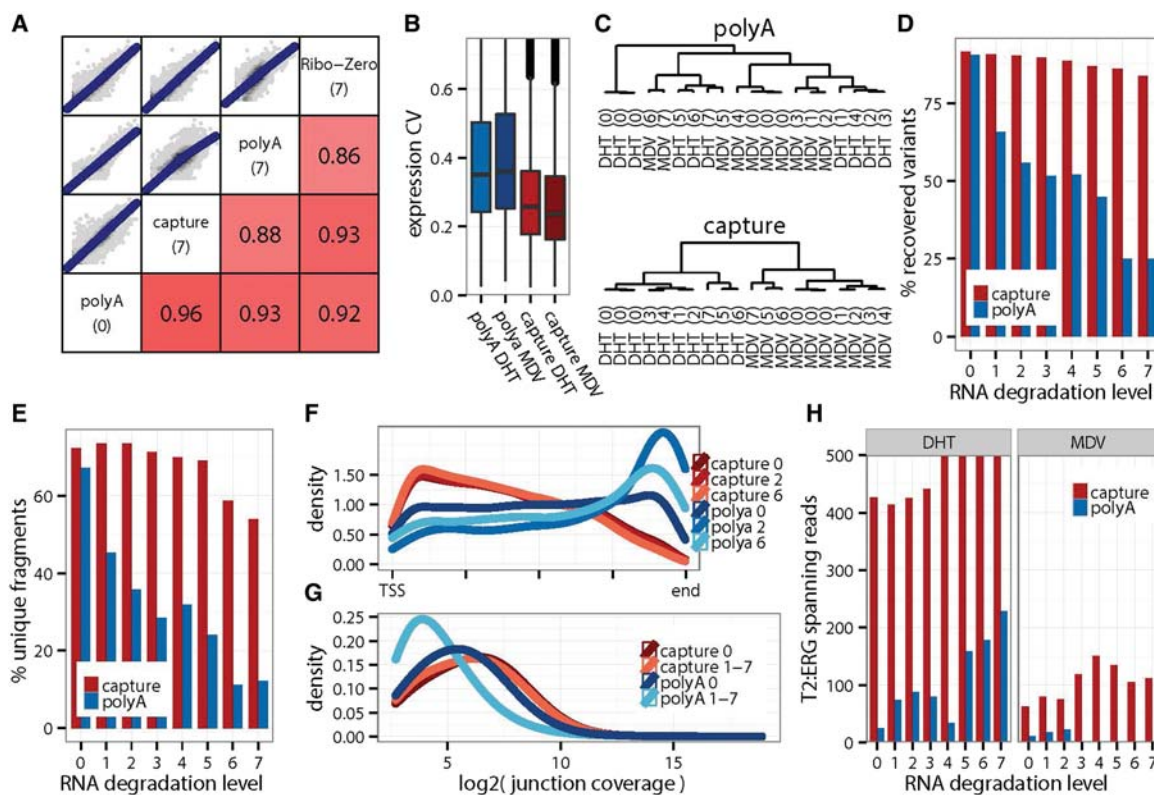 A
Ribo−Zero
(7)
polyA
(7)
0.86
capture
(7)
0.88
0.93
polyA
(0)
0.96
0.93
0.92
B
expression CV
0.6
0.4
0.2
0.0
polyA DHT
polya MDV
capture DHT
capture MDV
C
polyA
DHT (0)
DHT (0)
DHT (0)
MDV (6)
MDV (7)
DHT (5)
DHT (6)
DHT (7)
MDV (5)
MDV (4)
MDV (0)
MDV (0)
MDV (3)
MDV (1)
MDV (2)
DHT (1)
DHT (4)
DHT (2)
DHT (3)
capture
DHT (0)
DHT (0)
DHT (0)
DHT (3)
DHT (4)
DHT (1)
DHT (2)
DHT (7)
DHT (5)
DHT (6)
MDV (7)
MDV (5)
MDV (6)
MDV (0)
MDV (0)
MDV (0)
MDV (1)
MDV (2)
MDV (3)
MDV (4)
D
% recovered variants
75
50
25
0
capture
polyA
0 1 2 3 4 5 6 7
RNA degradation level
E
% unique fragments
60
40
20
0
capture
polyA
0 1 2 3 4 5 6 7
RNA degradation level
F
density
1.50
1.00
0.50
0.00
TSS
end
capture 0
capture 2
capture 6
polya 0
polya 2
polya 6
G
density
0.25
0.20
0.15
0.10
0.05
0.00
capture 0
capture 1−7
polyA 0
polyA 1−7
5 10 15
log2( junction coverage )
H
DHT
MDV
T2:ERG spanning reads
500
400
300
200
100
0
capture
polyA
0 1 2 3 4 5 6 7
0 1 2 3 4 5 6 7
RNA degradation level